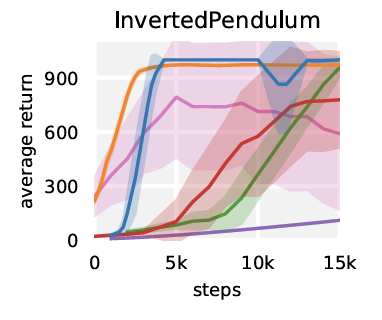 InvertedPendulum
average return
900
600
300
0
0 5k 10k 15k
steps